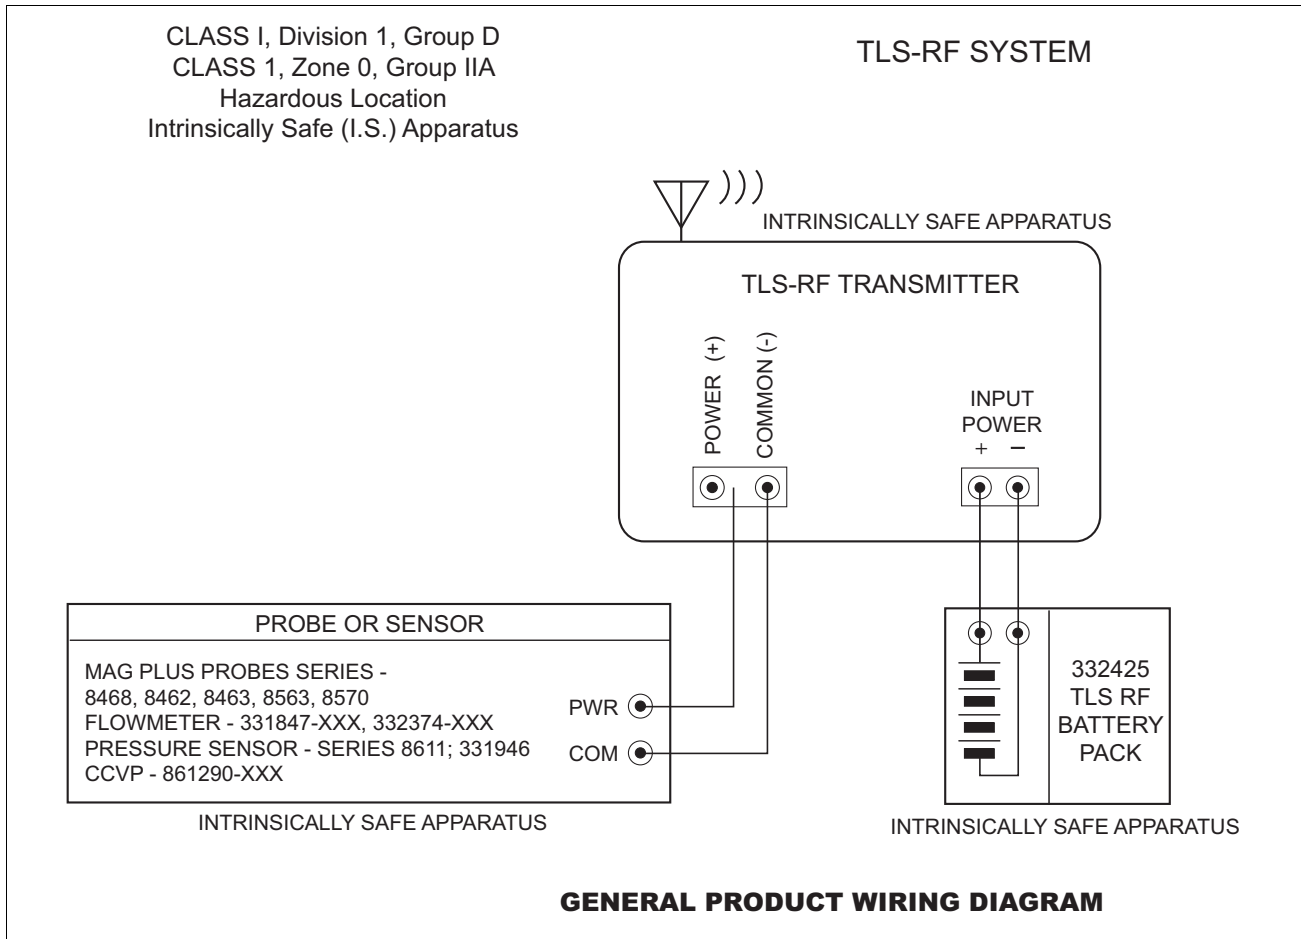 CLASS I, Division 1, Group D
CLASS 1, Zone 0, Group IIA
Hazardous Location
Intrinsically Safe (I.S.) Apparatus
TLS-RF SYSTEM
INTRINSICALLY SAFE APPARATUS
TLS-RF TRANSMITTER
POWER (+)
COMMON (-)
INPUT
POWER
+ −
PROBE OR SENSOR
MAG PLUS PROBES SERIES -
8468, 8462, 8463, 8563, 8570
FLOWMETER - 331847-XXX, 332374-XXX
PRESSURE SENSOR - SERIES 8611; 331946
CCVP - 861290-XXX
PWR
COM
INTRINSICALLY SAFE APPARATUS
332425
TLS RF
BATTERY
PACK
INTRINSICALLY SAFE APPARATUS
GENERAL PRODUCT WIRING DIAGRAM